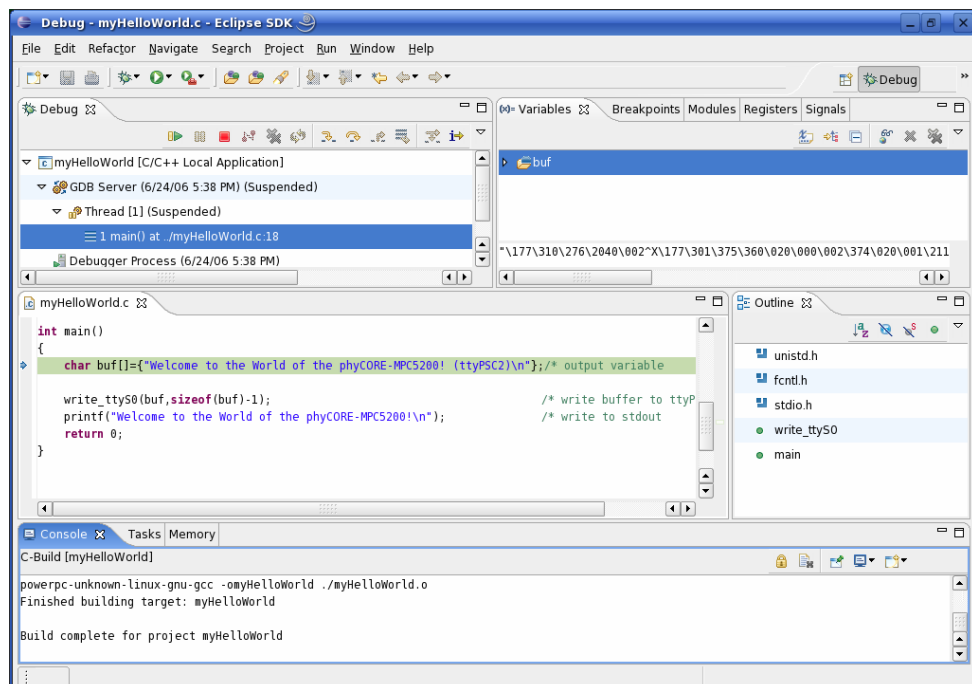 Debug - myHelloWorld.c - Eclipse SDK
File Edit Refactor Navigate Search Project Run Window Help
Debug
Debug
myHelloWorld [C/C++ Local Application]
GDB Server (6/24/06 5:38 PM) (Suspended)
Thread [1] (Suspended)
1 main() at ../myHelloWorld.c:18
Debugger Process (6/24/06 5:38 PM)
(x)= Variables Breakpoints Modules Registers Signals
buf
"\177\310\276\2040\002^X\177\301\375\360\020\000\002\374\020\001\211
myHelloWorld.c
int main()
{
char buf[]={"Welcome to the World of the phyCORE-MPC5200! (ttyPSC2)\n"};/* output variable
write_ttyS0(buf,sizeof(buf)-1); /* write buffer to ttyP
printf("Welcome to the World of the phyCORE-MPC5200!\n"); /* write to stdout
return 0;
}
Outline
unistd.h
fcntl.h
stdio.h
write_ttyS0
main
Console Tasks Memory
C-Build [myHelloWorld]
powerpc-unknown-linux-gnu-gcc -omyHelloWorld ./myHelloWorld.o
Finished building target: myHelloWorld
Build complete for project myHelloWorld